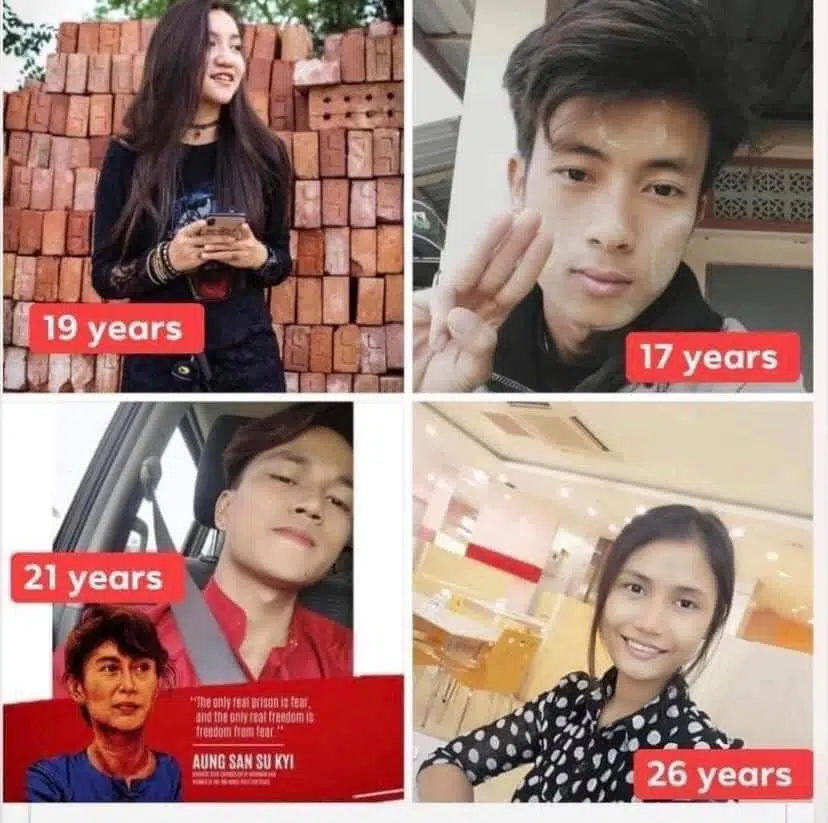 19 years
17 years
21 years
"The only real prison is fear,
and the only real freedom is
freedom from fear."
AUNG SAN SU KYI
26 years